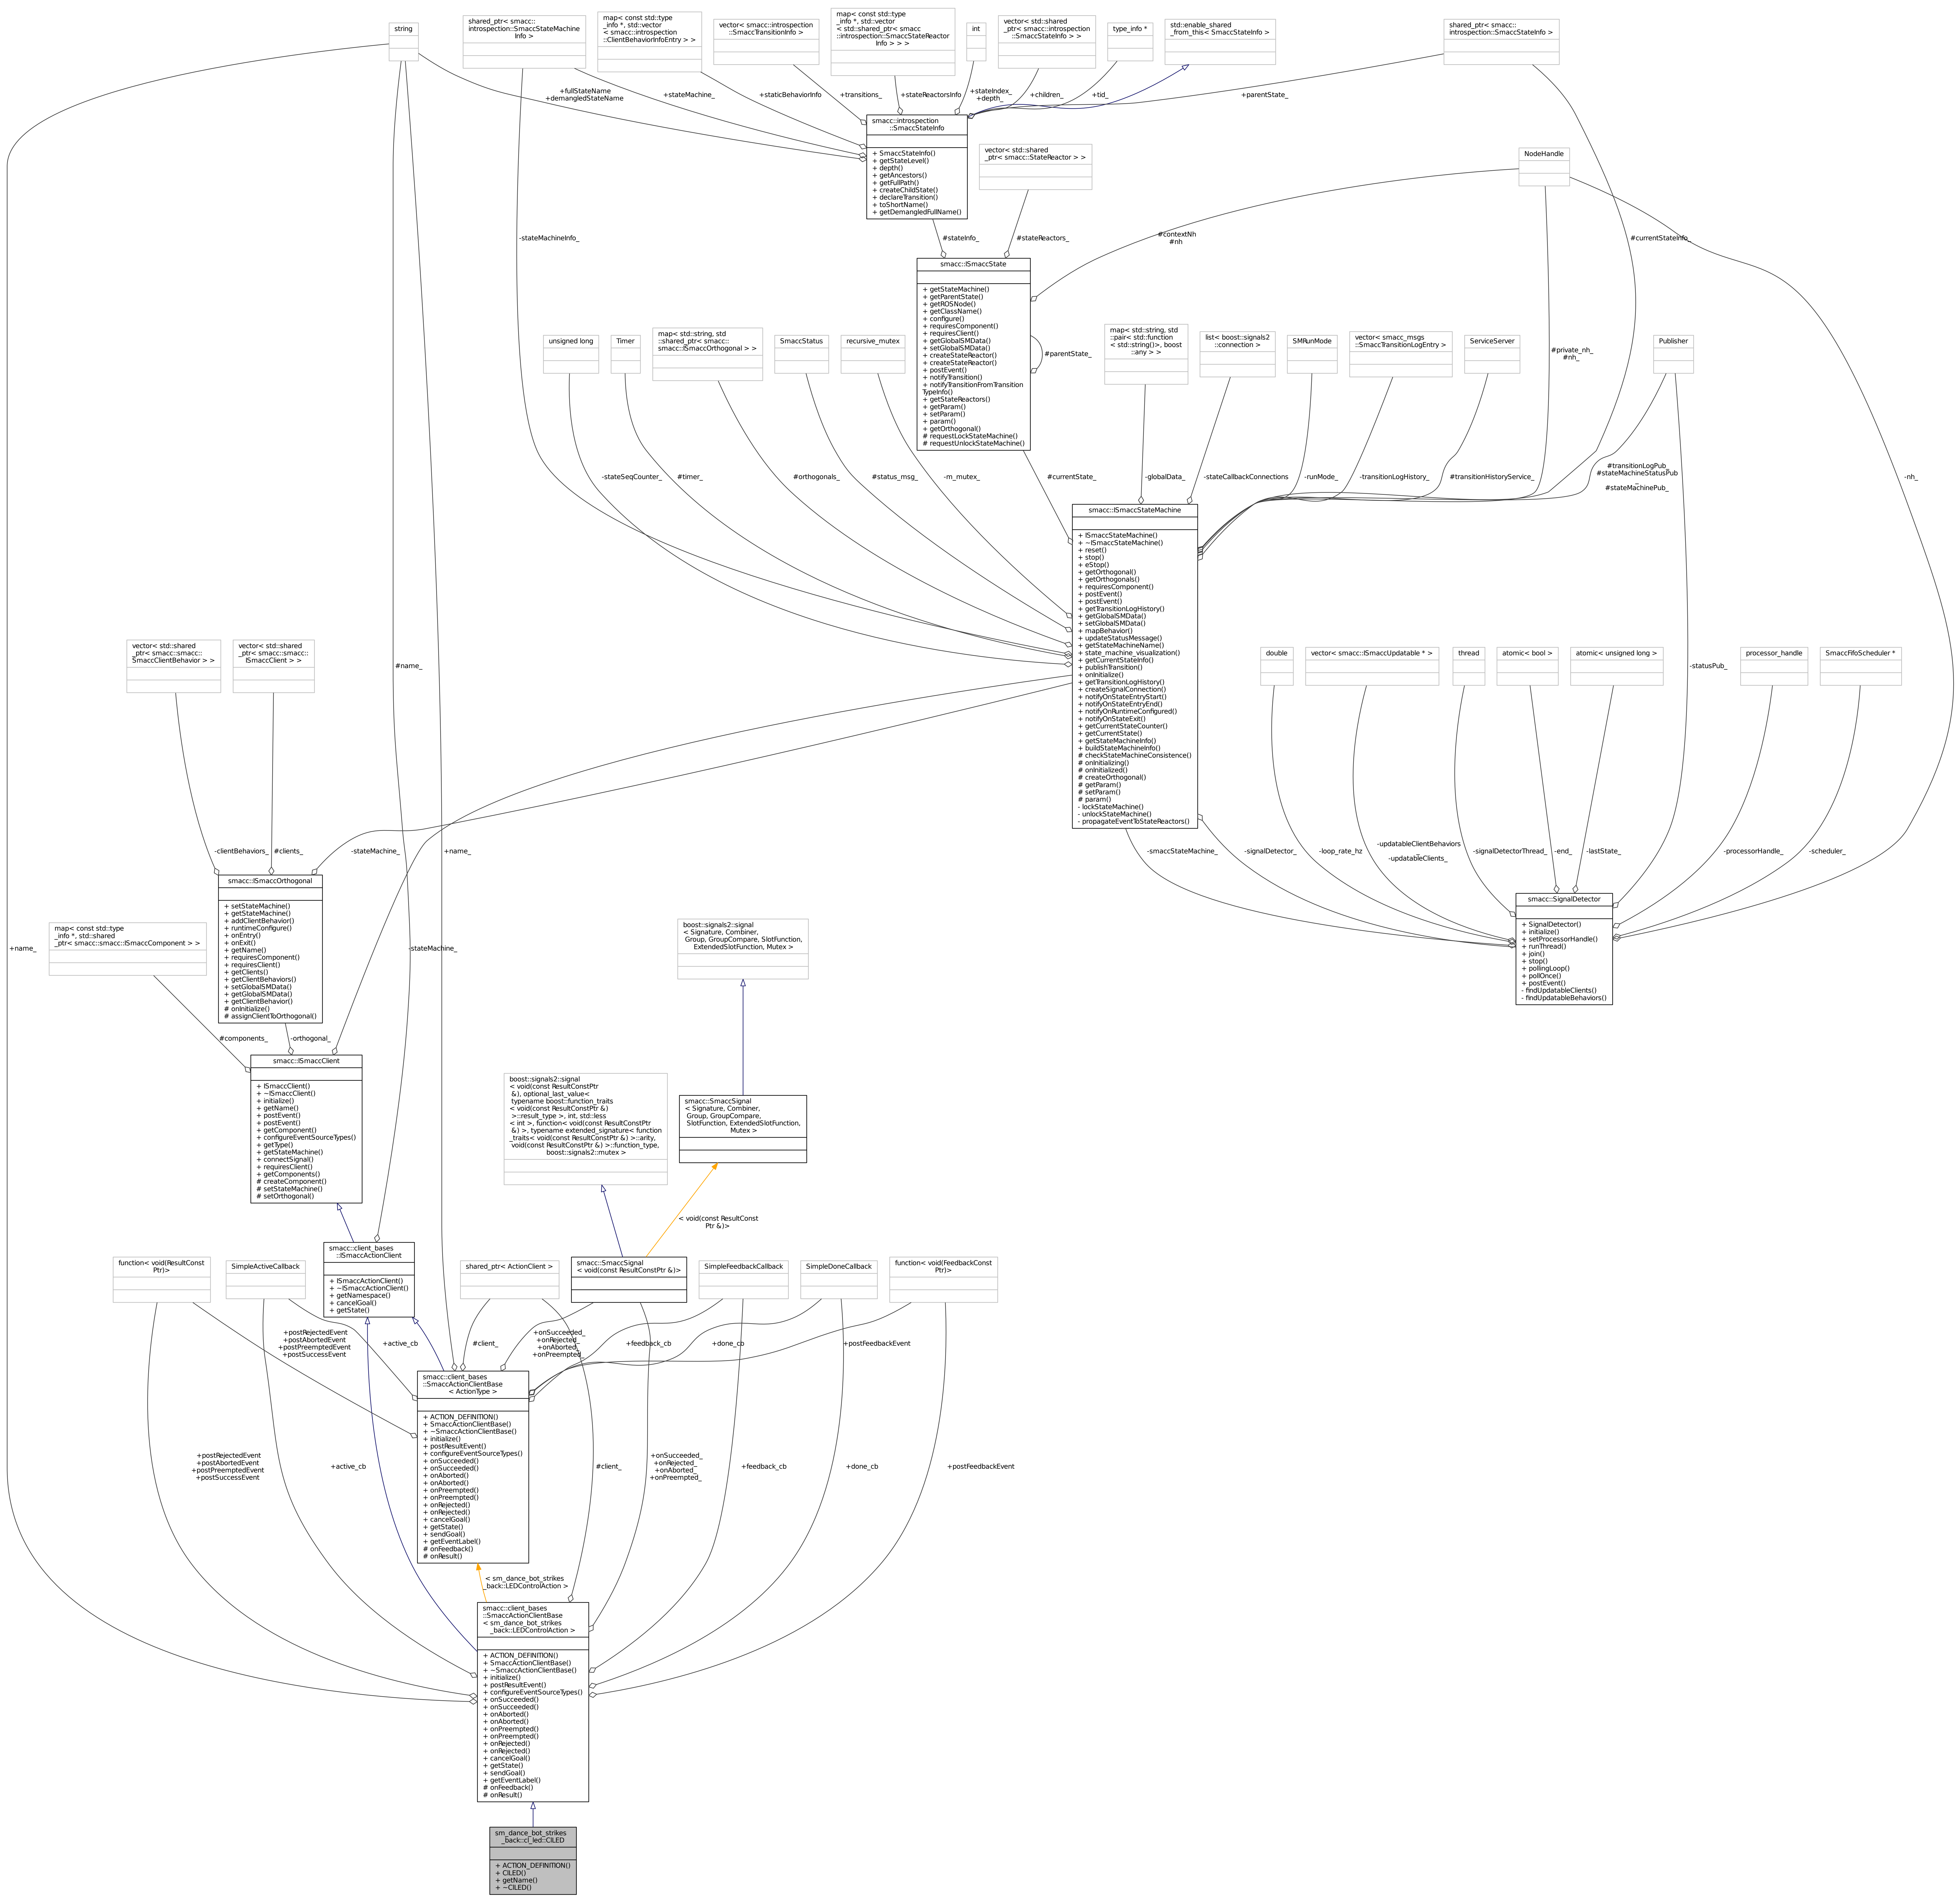 string
shared_ptr< smacc::
introspection::SmaccStateMachine
Info >
map< const std::type
_info *, std::vector
< smacc::introspection
::ClientBehaviorInfoEntry > >
vector< smacc::introspection
::SmaccTransitionInfo >
map< const std::type
_info *, std::vector
< std::shared_ptr< smacc
::introspection::SmaccStateReactor
Info > > >
int
vector< std::shared
_ptr< smacc::introspection
::SmaccStateInfo > >
type_info *
std::enable_shared
_from_this< SmaccStateInfo >
shared_ptr< smacc::
introspection::SmaccStateInfo >
+fullStateName
+demangledStateName
+stateMachine_
+staticBehaviorInfo
+transitions_
+stateReactorsInfo
+stateIndex_
+depth_
+children_
+tid_
+parentState_
smacc::introspection
::SmaccStateInfo
+ SmaccStateInfo()
+ getStateLevel()
+ depth()
+ getAncestors()
+ getFullPath()
+ createChildState()
+ declareTransition()
+ toShortName()
+ getDemangledFullName()
vector< std::shared
_ptr< smacc::StateReactor > >
NodeHandle
-stateMachineInfo_
#stateInfo_
#stateReactors_
#contextNh
#nh
#currentStateInfo_
smacc::ISmaccState
+ getStateMachine()
+ getParentState()
+ getROSNode()
+ getClassName()
+ configure()
+ requiresComponent()
+ requiresClient()
+ getGlobalSMData()
+ setGlobalSMData()
+ createStateReactor()
+ createStateReactor()
+ postEvent()
+ notifyTransition()
+ notifyTransitionFromTransition
TypeInfo()
+ getStateReactors()
+ getParam()
+ setParam()
+ param()
+ getOrthogonal()
# requestLockStateMachine()
# requestUnlockStateMachine()
#parentState_
unsigned long
Timer
map< std::string, std
::shared_ptr< smacc::
smacc::ISmaccOrthogonal > >
SmaccStatus
recursive_mutex
map< std::string, std
::pair< std::function
< std::string()>, boost
::any > >
list< boost::signals2
::connection >
SMRunMode
vector< smacc_msgs
::SmaccTransitionLogEntry >
ServiceServer
#private_nh_
#nh_
Publisher
-stateSeqCounter_
#timer_
#orthogonals_
#status_msg_
-m_mutex_
#currentState_
-globalData_
-stateCallbackConnections
-runMode_
-transitionLogHistory_
#transitionHistoryService_
#transitionLogPub_
#stateMachineStatusPub
_
#stateMachinePub_
-nh_
smacc::ISmaccStateMachine
+ ISmaccStateMachine()
+ ~ISmaccStateMachine()
+ reset()
+ stop()
+ eStop()
+ getOrthogonal()
+ getOrthogonals()
+ requiresComponent()
+ postEvent()
+ postEvent()
+ getTransitionLogHistory()
+ getGlobalSMData()
+ setGlobalSMData()
+ mapBehavior()
+ updateStatusMessage()
+ getStateMachineName()
+ state_machine_visualization()
+ getCurrentStateInfo()
+ publishTransition()
+ onInitialize()
+ getTransitionLogHistory()
+ createSignalConnection()
+ notifyOnStateEntryStart()
+ notifyOnStateEntryEnd()
+ notifyOnRuntimeConfigured()
+ notifyOnStateExit()
+ getCurrentStateCounter()
+ getCurrentState()
+ getStateMachineInfo()
+ buildStateMachineInfo()
# checkStateMachineConsistence()
# onInitializing()
# onInitialized()
# createOrthogonal()
# getParam()
# setParam()
# param()
- lockStateMachine()
- unlockStateMachine()
- propagateEventToStateReactors()
vector< std::shared
_ptr< smacc::smacc::
SmaccClientBehavior > >
vector< std::shared
_ptr< smacc::smacc::
ISmaccClient > >
#name_
double
vector< smacc::ISmaccUpdatable * >
thread
atomic< bool >
atomic< unsigned long >
-statusPub_
processor_handle
SmaccFifoScheduler *
-clientBehaviors_
#clients_
-stateMachine_
+name_
-smaccStateMachine_
-signalDetector_
-loop_rate_hz
-updatableClientBehaviors
_
-updatableClients_
-signalDetectorThread_
-end_
-lastState_
-processorHandle_
-scheduler_
smacc::ISmaccOrthogonal
+ setStateMachine()
+ getStateMachine()
+ addClientBehavior()
+ runtimeConfigure()
+ onEntry()
+ onExit()
+ getName()
+ requiresComponent()
+ requiresClient()
+ getClients()
+ getClientBehaviors()
+ setGlobalSMData()
+ getGlobalSMData()
+ getClientBehavior()
# onInitialize()
# assignClientToOrthogonal()
smacc::SignalDetector
+ SignalDetector()
+ initialize()
+ setProcessorHandle()
+ runThread()
+ join()
+ stop()
+ pollingLoop()
+ pollOnce()
+ postEvent()
- findUpdatableClients()
- findUpdatableBehaviors()
map< const std::type
_info *, std::shared
_ptr< smacc::smacc::ISmaccComponent > >
+name_
-stateMachine_
boost::signals2::signal
< Signature, Combiner,
Group, GroupCompare, SlotFunction,
ExtendedSlotFunction, Mutex >
#components_
-orthogonal_
smacc::ISmaccClient
+ ISmaccClient()
+ ~ISmaccClient()
+ initialize()
+ getName()
+ postEvent()
+ postEvent()
+ getComponent()
+ configureEventSourceTypes()
+ getType()
+ getStateMachine()
+ connectSignal()
+ requiresClient()
+ getComponents()
# createComponent()
# setStateMachine()
# setOrthogonal()
boost::signals2::signal
< void(const ResultConstPtr
&), optional_last_value<
typename boost::function_traits
< void(const ResultConstPtr &)
>::result_type >, int, std::less
< int >, function< void(const ResultConstPtr
&) >, typename extended_signature< function
_traits< void(const ResultConstPtr &) >::arity,
void(const ResultConstPtr &) >::function_type,
boost::signals2::mutex >
smacc::SmaccSignal
< Signature, Combiner,
Group, GroupCompare,
SlotFunction, ExtendedSlotFunction,
Mutex >
< void(const ResultConst
Ptr &)>
smacc::client_bases
::ISmaccActionClient
+ ISmaccActionClient()
+ ~ISmaccActionClient()
+ getNamespace()
+ cancelGoal()
+ getState()
function< void(ResultConst
Ptr)>
SimpleActiveCallback
shared_ptr< ActionClient >
smacc::SmaccSignal
< void(const ResultConstPtr &)>
SimpleFeedbackCallback
SimpleDoneCallback
function< void(FeedbackConst
Ptr)>
+postRejectedEvent
+postAbortedEvent
+postPreemptedEvent
+postSuccessEvent
+active_cb
#client_
+onSucceeded_
+onRejected_
+onAborted_
+onPreempted_
+feedback_cb
+done_cb
+postFeedbackEvent
smacc::client_bases
::SmaccActionClientBase
< ActionType >
+ ACTION_DEFINITION()
+ SmaccActionClientBase()
+ ~SmaccActionClientBase()
+ initialize()
+ postResultEvent()
+ configureEventSourceTypes()
+ onSucceeded()
+ onSucceeded()
+ onAborted()
+ onAborted()
+ onPreempted()
+ onPreempted()
+ onRejected()
+ onRejected()
+ cancelGoal()
+ getState()
+ sendGoal()
+ getEventLabel()
# onFeedback()
# onResult()
+postRejectedEvent
+postAbortedEvent
+postPreemptedEvent
+postSuccessEvent
+active_cb
#client_
+onSucceeded_
+onRejected_
+onAborted_
+onPreempted_
+feedback_cb
+done_cb
+postFeedbackEvent
< sm_dance_bot_strikes
_back::LEDControlAction >
smacc::client_bases
::SmaccActionClientBase
< sm_dance_bot_strikes
_back::LEDControlAction >
+ ACTION_DEFINITION()
+ SmaccActionClientBase()
+ ~SmaccActionClientBase()
+ initialize()
+ postResultEvent()
+ configureEventSourceTypes()
+ onSucceeded()
+ onSucceeded()
+ onAborted()
+ onAborted()
+ onPreempted()
+ onPreempted()
+ onRejected()
+ onRejected()
+ cancelGoal()
+ getState()
+ sendGoal()
+ getEventLabel()
# onFeedback()
# onResult()
sm_dance_bot_strikes
_back::cl_led::ClLED
+ ACTION_DEFINITION()
+ ClLED()
+ getName()
+ ~ClLED()